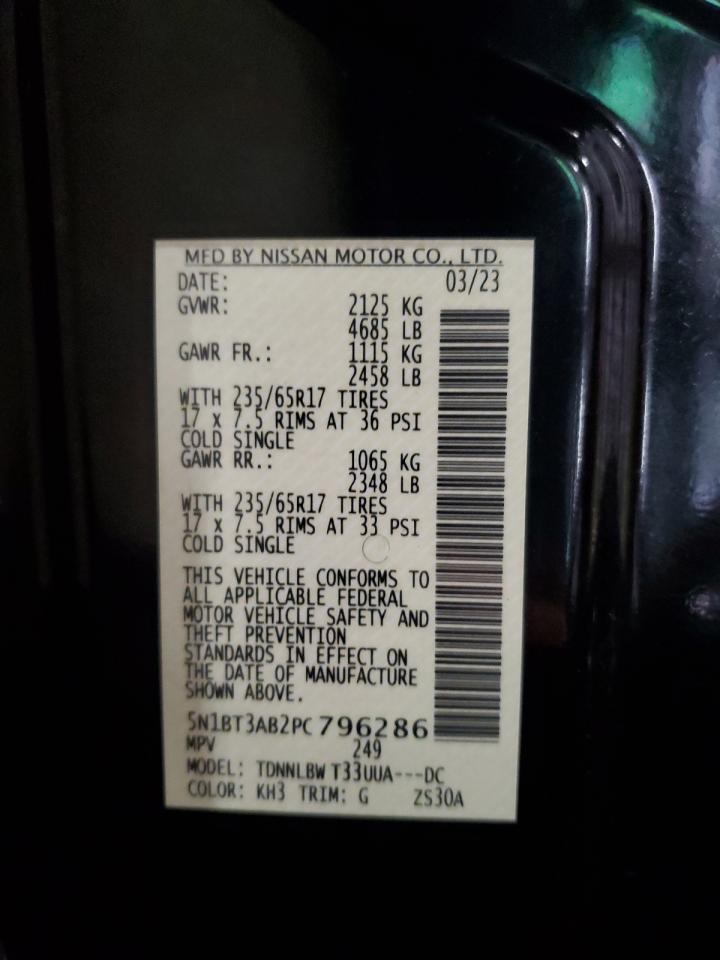 MFD BY NISSAN MOTOR CO., LTD.
DATE: 03/23
GVWR: 2125 KG
4685 LB
GAWR FR.: 1115 KG
2458 LB
WITH 235/65R17 TIRES
17 x 7.5 RIMS AT 36 PSI
COLD SINGLE
GAWR RR.: 1065 KG
2348 LB
WITH 235/65R17 TIRES
17 x 7.5 RIMS AT 33 PSI
COLD SINGLE
THIS VEHICLE CONFORMS TO
ALL APPLICABLE FEDERAL
MOTOR VEHICLE SAFETY AND
THEFT PREVENTION
STANDARDS IN EFFECT ON
THE DATE OF MANUFACTURE
SHOWN ABOVE.
5N1BT3AB2PC796286
MPV 249
MODEL: TDNNLBW T33UUA---DC
COLOR: KH3 TRIM: G ZS30A